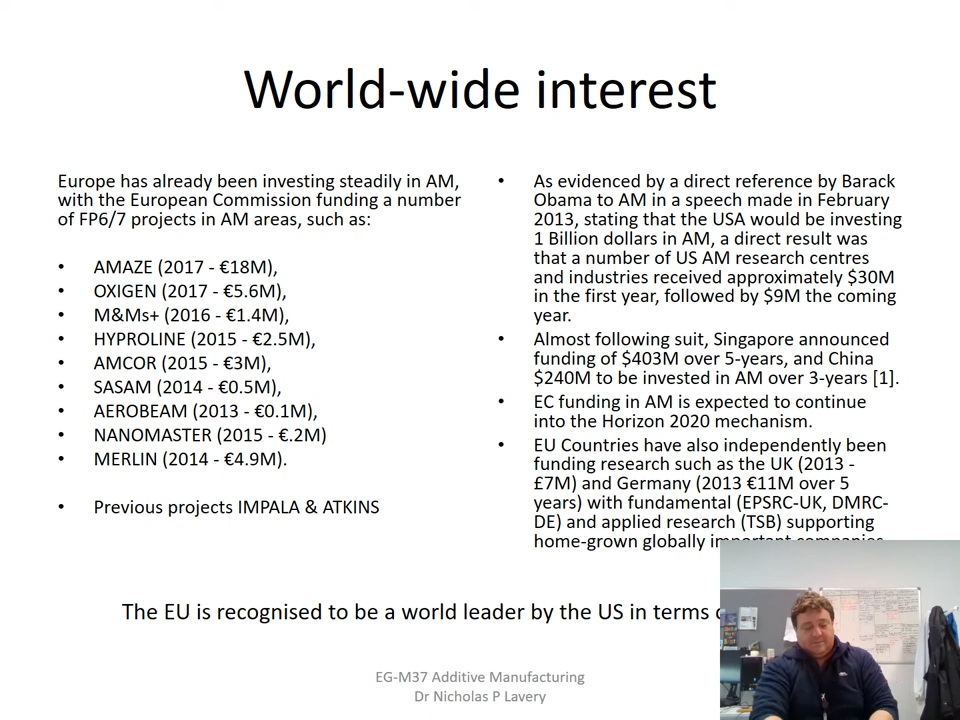 World-wide interest
Europe has already been investing steadily in AM,
with the European Commission funding a number
of FP6/7 projects in AM areas, such as:
• AMAZE (2017 - €18M),
• OXIGEN (2017 - €5.6M),
• M&Ms+ (2016 - €1.4M),
• HYPROLINE (2015 - €2.5M),
• AMCOR (2015 - €3M),
• SASAM (2014 - €0.5M),
• AEROBEAM (2013 - €0.1M),
• NANOMASTER (2015 - €.2M)
• MERLIN (2014 - €4.9M).
• Previous projects IMPALA & ATKINS
• As evidenced by a direct reference by Barack
Obama to AM in a speech made in February
2013, stating that the USA would be investing
1 Billion dollars in AM, a direct result was
that a number of US AM research centres
and industries received approximately $30M
in the first year, followed by $9M the coming
year.
• Almost following suit, Singapore announced
funding of $403M over 5-years, and China
$240M to be invested in AM over 3-years [1].
• EC funding in AM is expected to continue
into the Horizon 2020 mechanism.
• EU Countries have also independently been
funding research such as the UK (2013 -
£7M) and Germany (2013 €11M over 5
years) with fundamental (EPSRC-UK, DMRC-
DE) and applied research (TSB) supporting
home-grown globally important companies
The EU is recognised to be a world leader by the US in terms
EG-M37 Additive Manufacturing
Dr Nicholas P Lavery